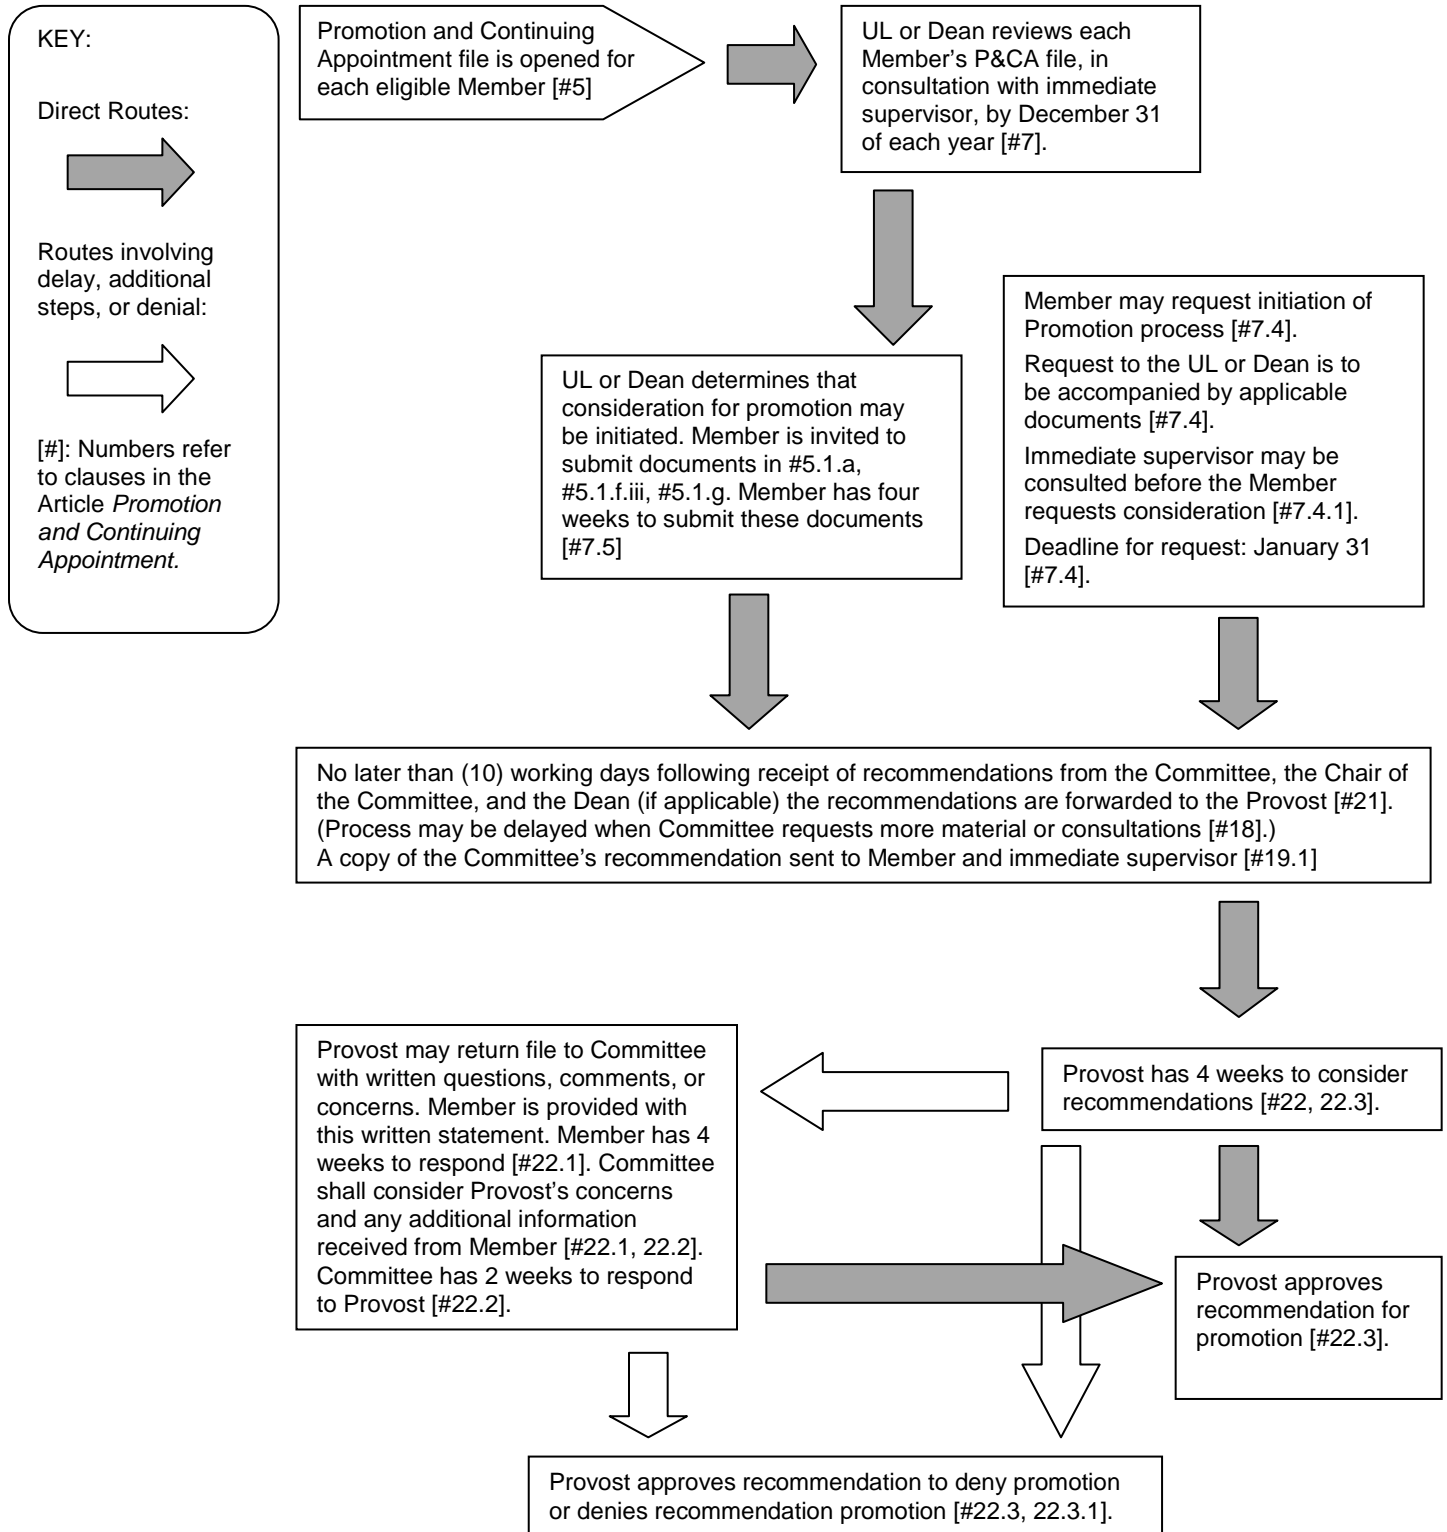 KEY:
Direct Routes:
Routes involving
delay, additional
steps, or denial:
[#]: Numbers refer
to clauses in the
Article Promotion
and Continuing
Appointment.
Promotion and Continuing
Appointment file is opened for
each eligible Member [#5]
UL or Dean reviews each
Member’s P&CA file, in
consultation with immediate
supervisor, by December 31
of each year [#7].
UL or Dean determines that
consideration for promotion may
be initiated. Member is invited to
submit documents in #5.1.a,
#5.1.f.iii, #5.1.g. Member has four
weeks to submit these documents
[#7.5]
Member may request initiation of
Promotion process [#7.4].
Request to the UL or Dean is to
be accompanied by applicable
documents [#7.4].
Immediate supervisor may be
consulted before the Member
requests consideration [#7.4.1].
Deadline for request: January 31
[#7.4].
No later than (10) working days following receipt of recommendations from the Committee, the Chair of
the Committee, and the Dean (if applicable) the recommendations are forwarded to the Provost [#21].
(Process may be delayed when Committee requests more material or consultations [#18].)
A copy of the Committee’s recommendation sent to Member and immediate supervisor [#19.1]
Provost may return file to Committee
with written questions, comments, or
concerns. Member is provided with
this written statement. Member has 4
weeks to respond [#22.1]. Committee
shall consider Provost’s concerns
and any additional information
received from Member [#22.1, 22.2].
Committee has 2 weeks to respond
to Provost [#22.2].
Provost has 4 weeks to consider
recommendations [#22, 22.3].
Provost approves
recommendation for
promotion [#22.3].
Provost approves recommendation to deny promotion
or denies recommendation promotion [#22.3, 22.3.1].